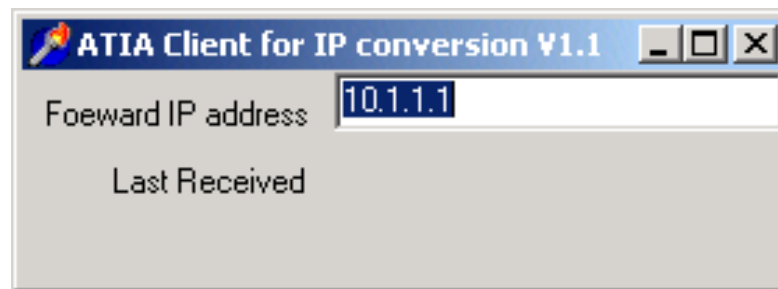 ATIA Client for IP conversion V1.1
Foeward IP address 10.1.1.1
Last Received